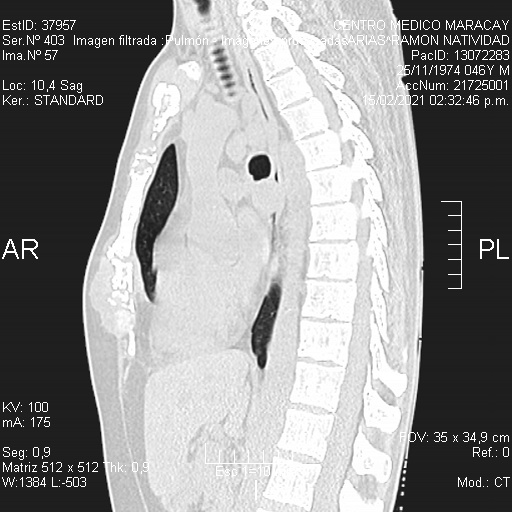 EstID: 37957
Ser.Nº 403 Imagen filtrada :Pulmón -
Ima.Nº 57
Loc: 10,4 Sag
Ker.: STANDARD
CENTRO MEDICO MARACAY
ARIAS^RAMON NATIVIDAD
PacID: 13072283
25/11/1974 046Y M
AccNum: 21725001
15/02/2021 02:32:46 p.m.
AR
PL
KV: 100
mA: 175
Seg: 0,9
Matriz 512 x 512 Thk: 0,9
W:1384 L:-503
FOV: 35 x 34,9 cm
Ref.: 0
Mod.: CT